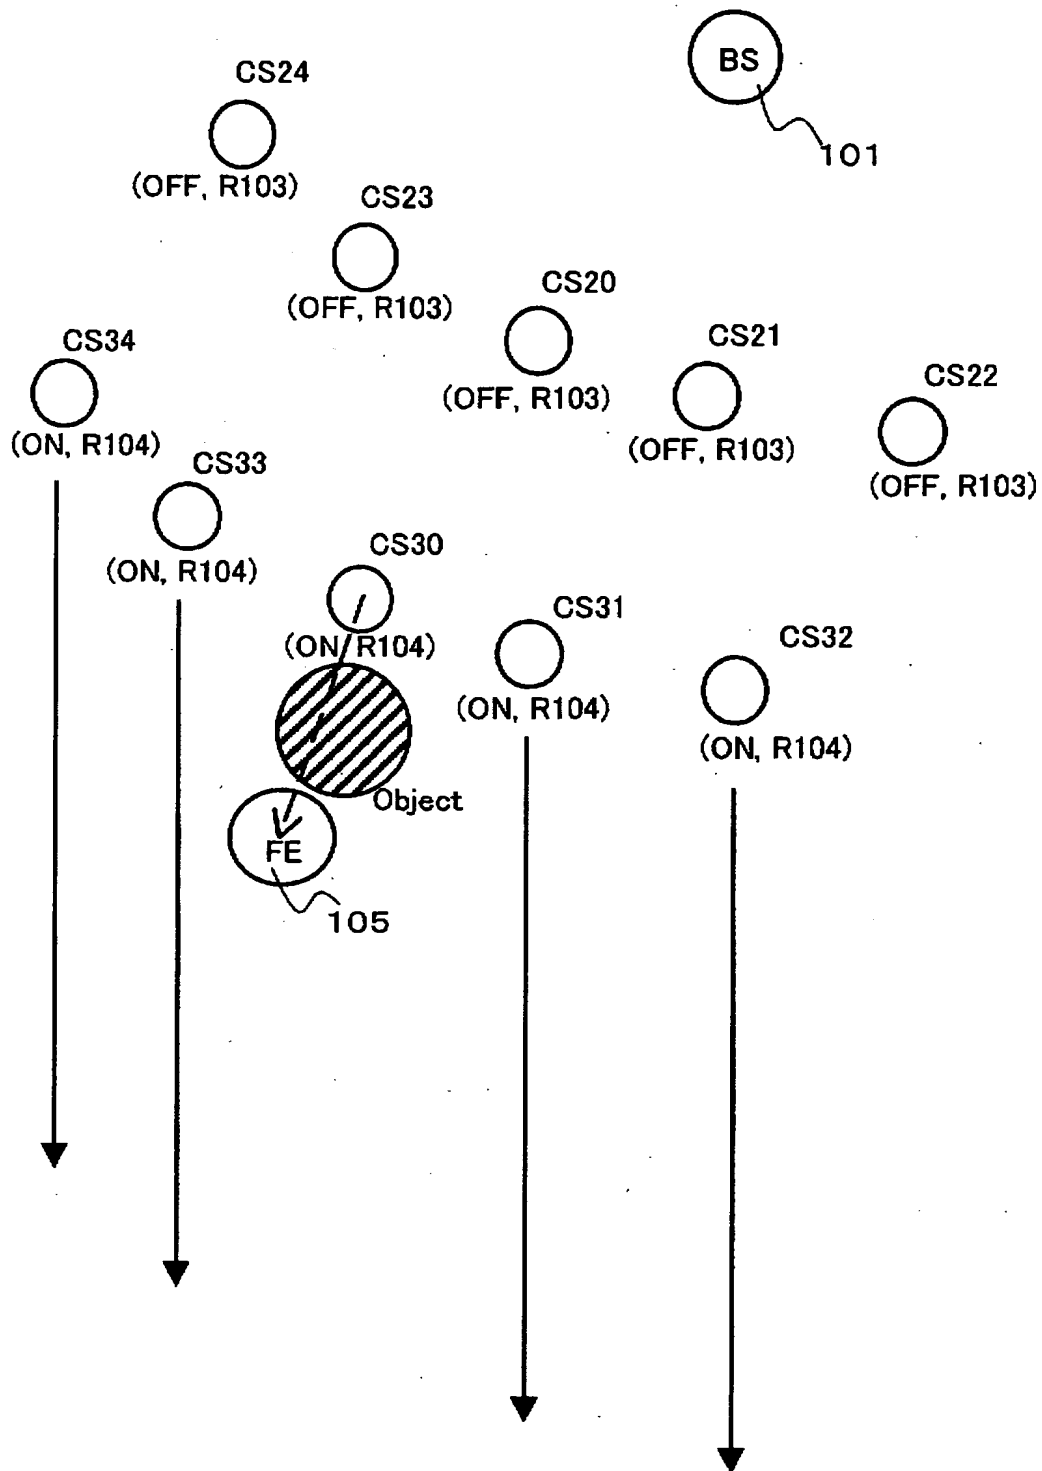 BS
101
CS24
(OFF, R103)
CS23
(OFF, R103)
CS20
(OFF, R103)
CS21
(OFF, R103)
CS22
(OFF, R103)
CS34
(ON, R104)
CS33
(ON, R104)
CS30
(ON, R104)
CS31
(ON, R104)
CS32
(ON, R104)
Object
FE
105